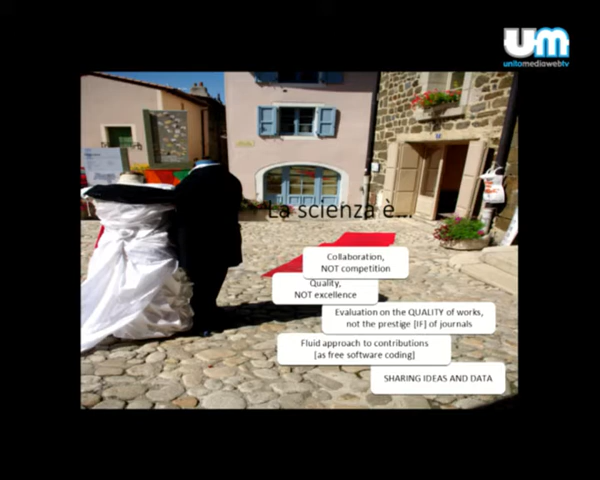 um
unitomediawebtv
La scienza è...
Collaboration,
NOT competition
Quality,
NOT excellence
Evaluation on the QUALITY of works,
not the prestige [IF] of journals
Fluid approach to contributions
[as free software coding]
SHARING IDEAS AND DATA